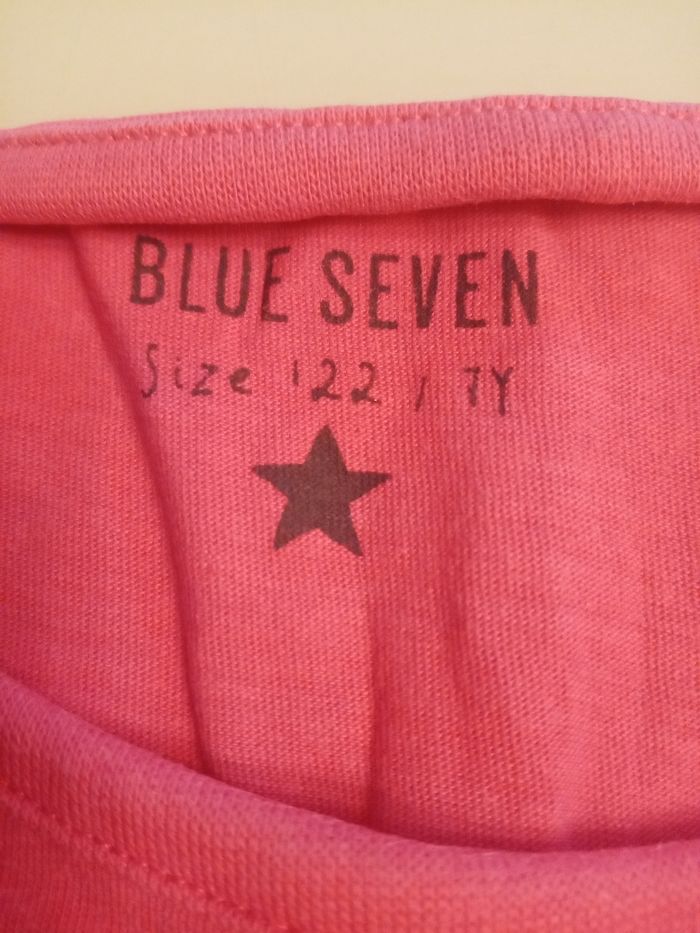 BLUE SEVEN
Size 122 / 7Y